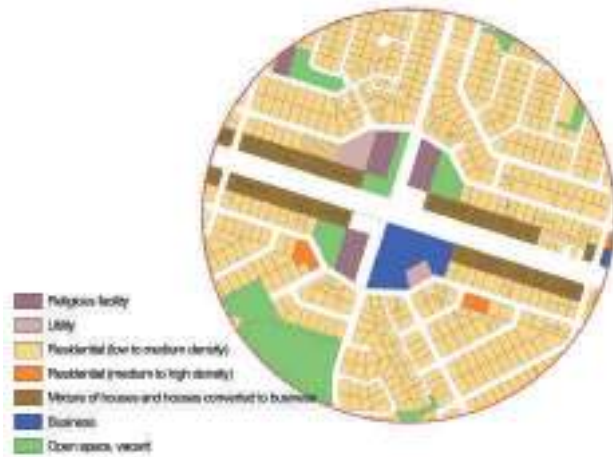 Religious facility
Utility
Residential (low to medium density)
Residential (medium to high density)
Mixture of houses and houses converted to business
Business
Open space, vacant